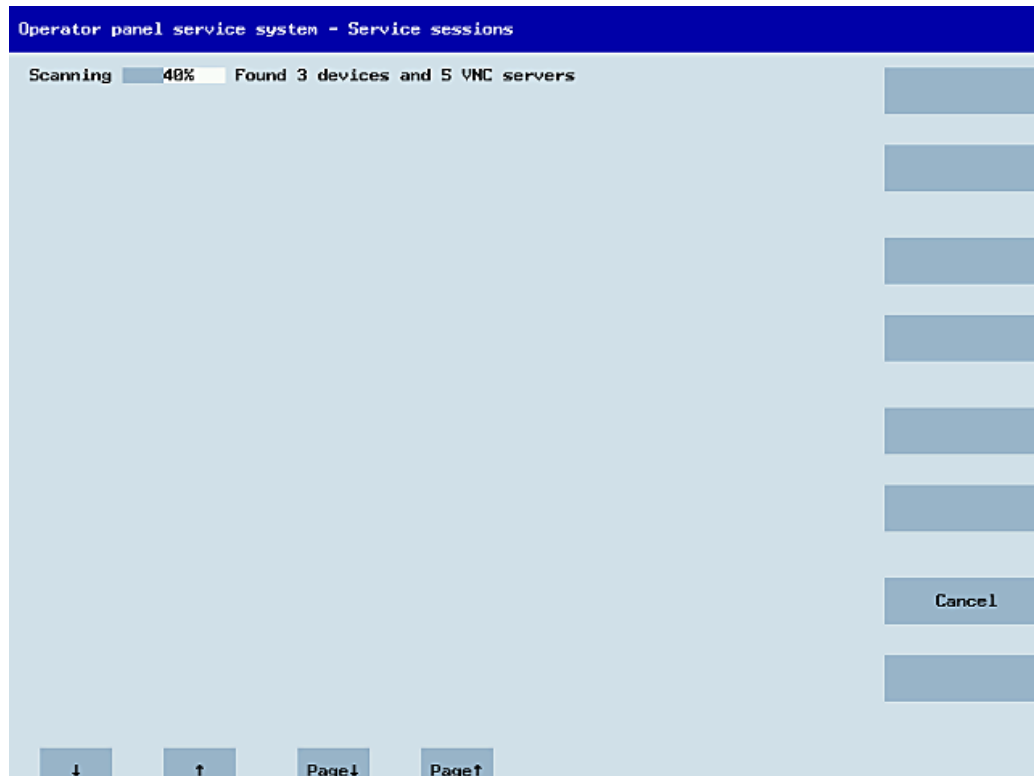 Operator panel service system - Service sessions
Scanning 40% Found 3 devices and 5 VNC servers
Cancel
↓ ↑ Page↓ Page↑